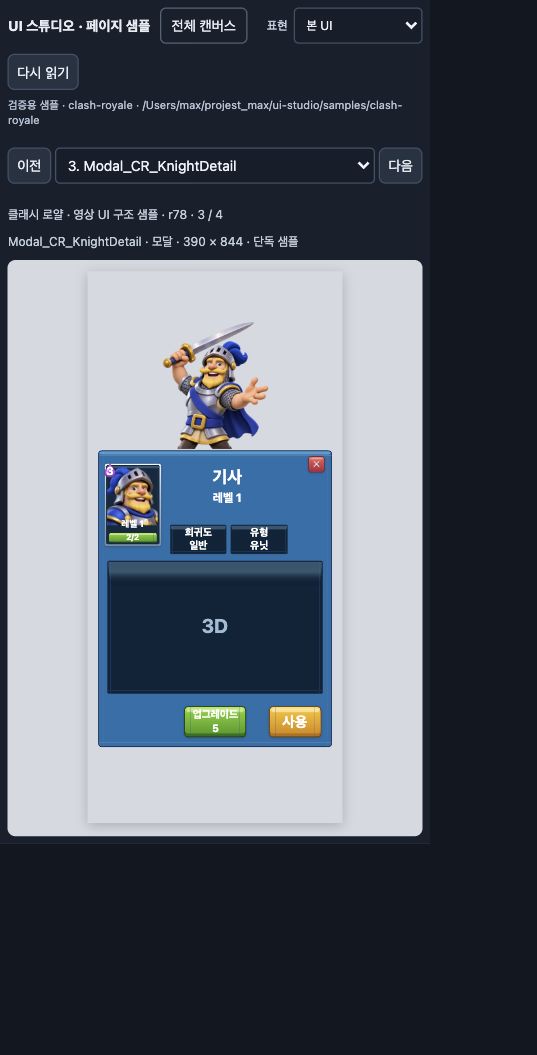 UI 스튜디오 · 페이지 샘플
전체 캔버스
표현
본 UI
다시 읽기
검증용 샘플 · clash-royale · /Users/max/projest_max/ui-studio/samples/clash-
royale
이전
3. Modal_CR_KnightDetail
다음
클래시 로얄 · 영상 UI 구조 샘플 · r78 · 3 / 4
Modal_CR_KnightDetail · 모달 · 390 × 844 · 단독 샘플
3
기사
레벨 1
레벨 1
2/2
희귀도
일반
유형
유닛
3D
업그레이드
5
사용